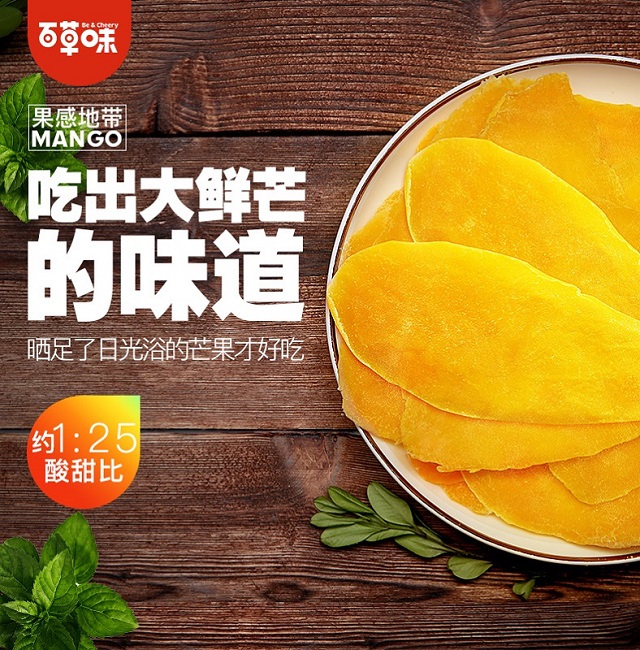 Be & Cheery
百草味
果感地带
MANGO
吃出大鲜芒
的味道
晒足了日光浴的芒果才好吃
约1:25
酸甜比